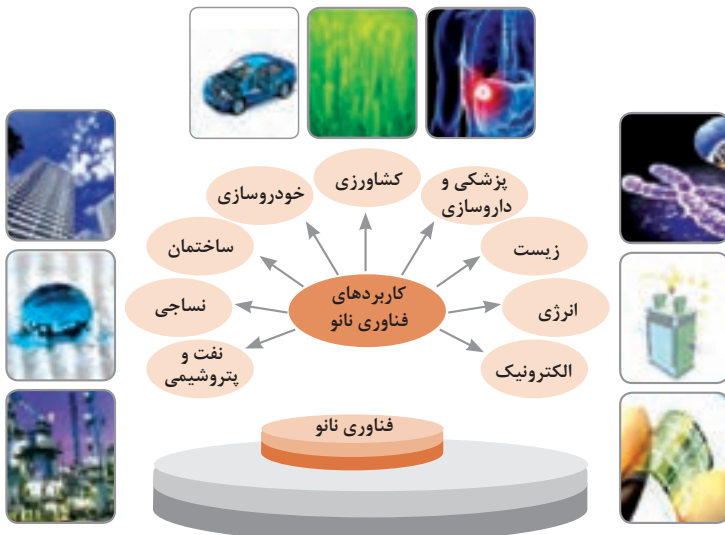 کشاورزی
پزشکی و
داروسازی
خودروسازی
زیست
ساختمان
کاربردهای
فناوری نانو
انرژی
نساجی
الکترونیک
نفت و
پتروشیمی
فناوری نانو